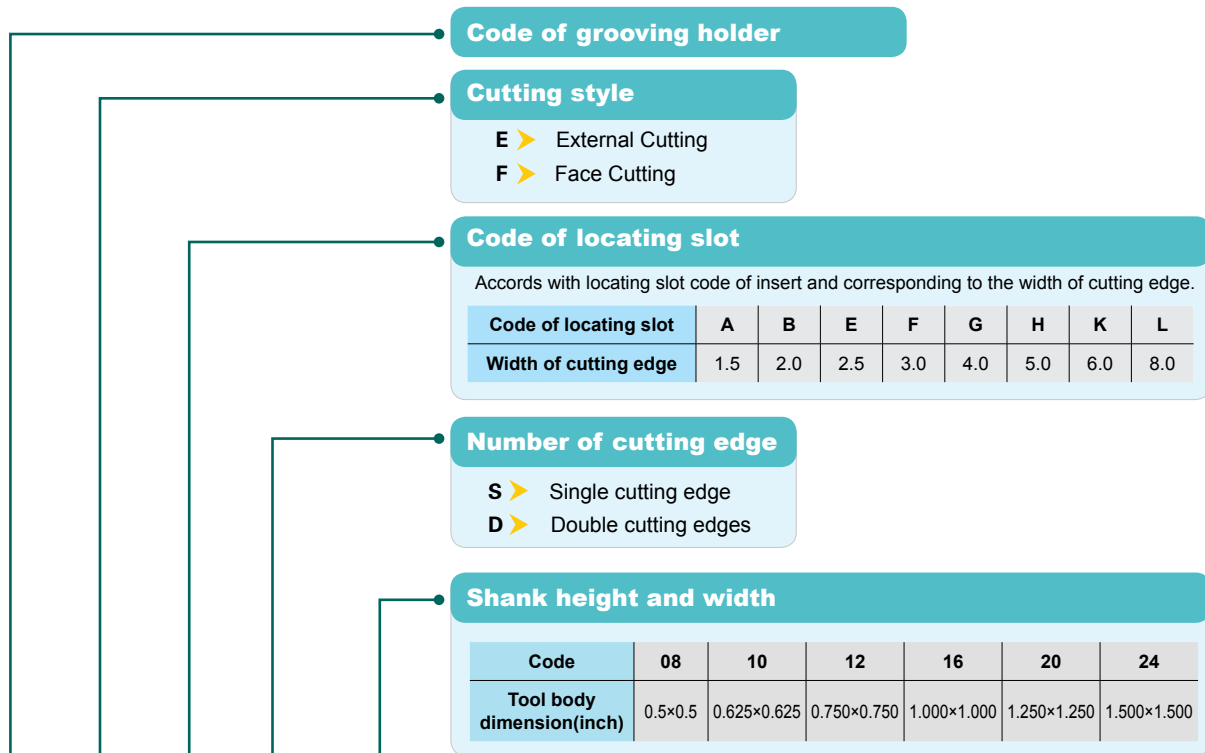 Code of grooving holder
Cutting style
E External Cutting
F Face Cutting
Code of locating slot
Accords with locating slot code of insert and corresponding to the width of cutting edge.
Code of locating slot A B E F G H K L
Width of cutting edge 1.5 2.0 2.5 3.0 4.0 5.0 6.0 8.0
Number of cutting edge
S Single cutting edge
D Double cutting edges
Shank height and width
Code 08 10 12 16 20 24
Tool body
dimension(inch) 0.5×0.5 0.625×0.625 0.750×0.750 1.000×1.000 1.250×1.250 1.500×1.500